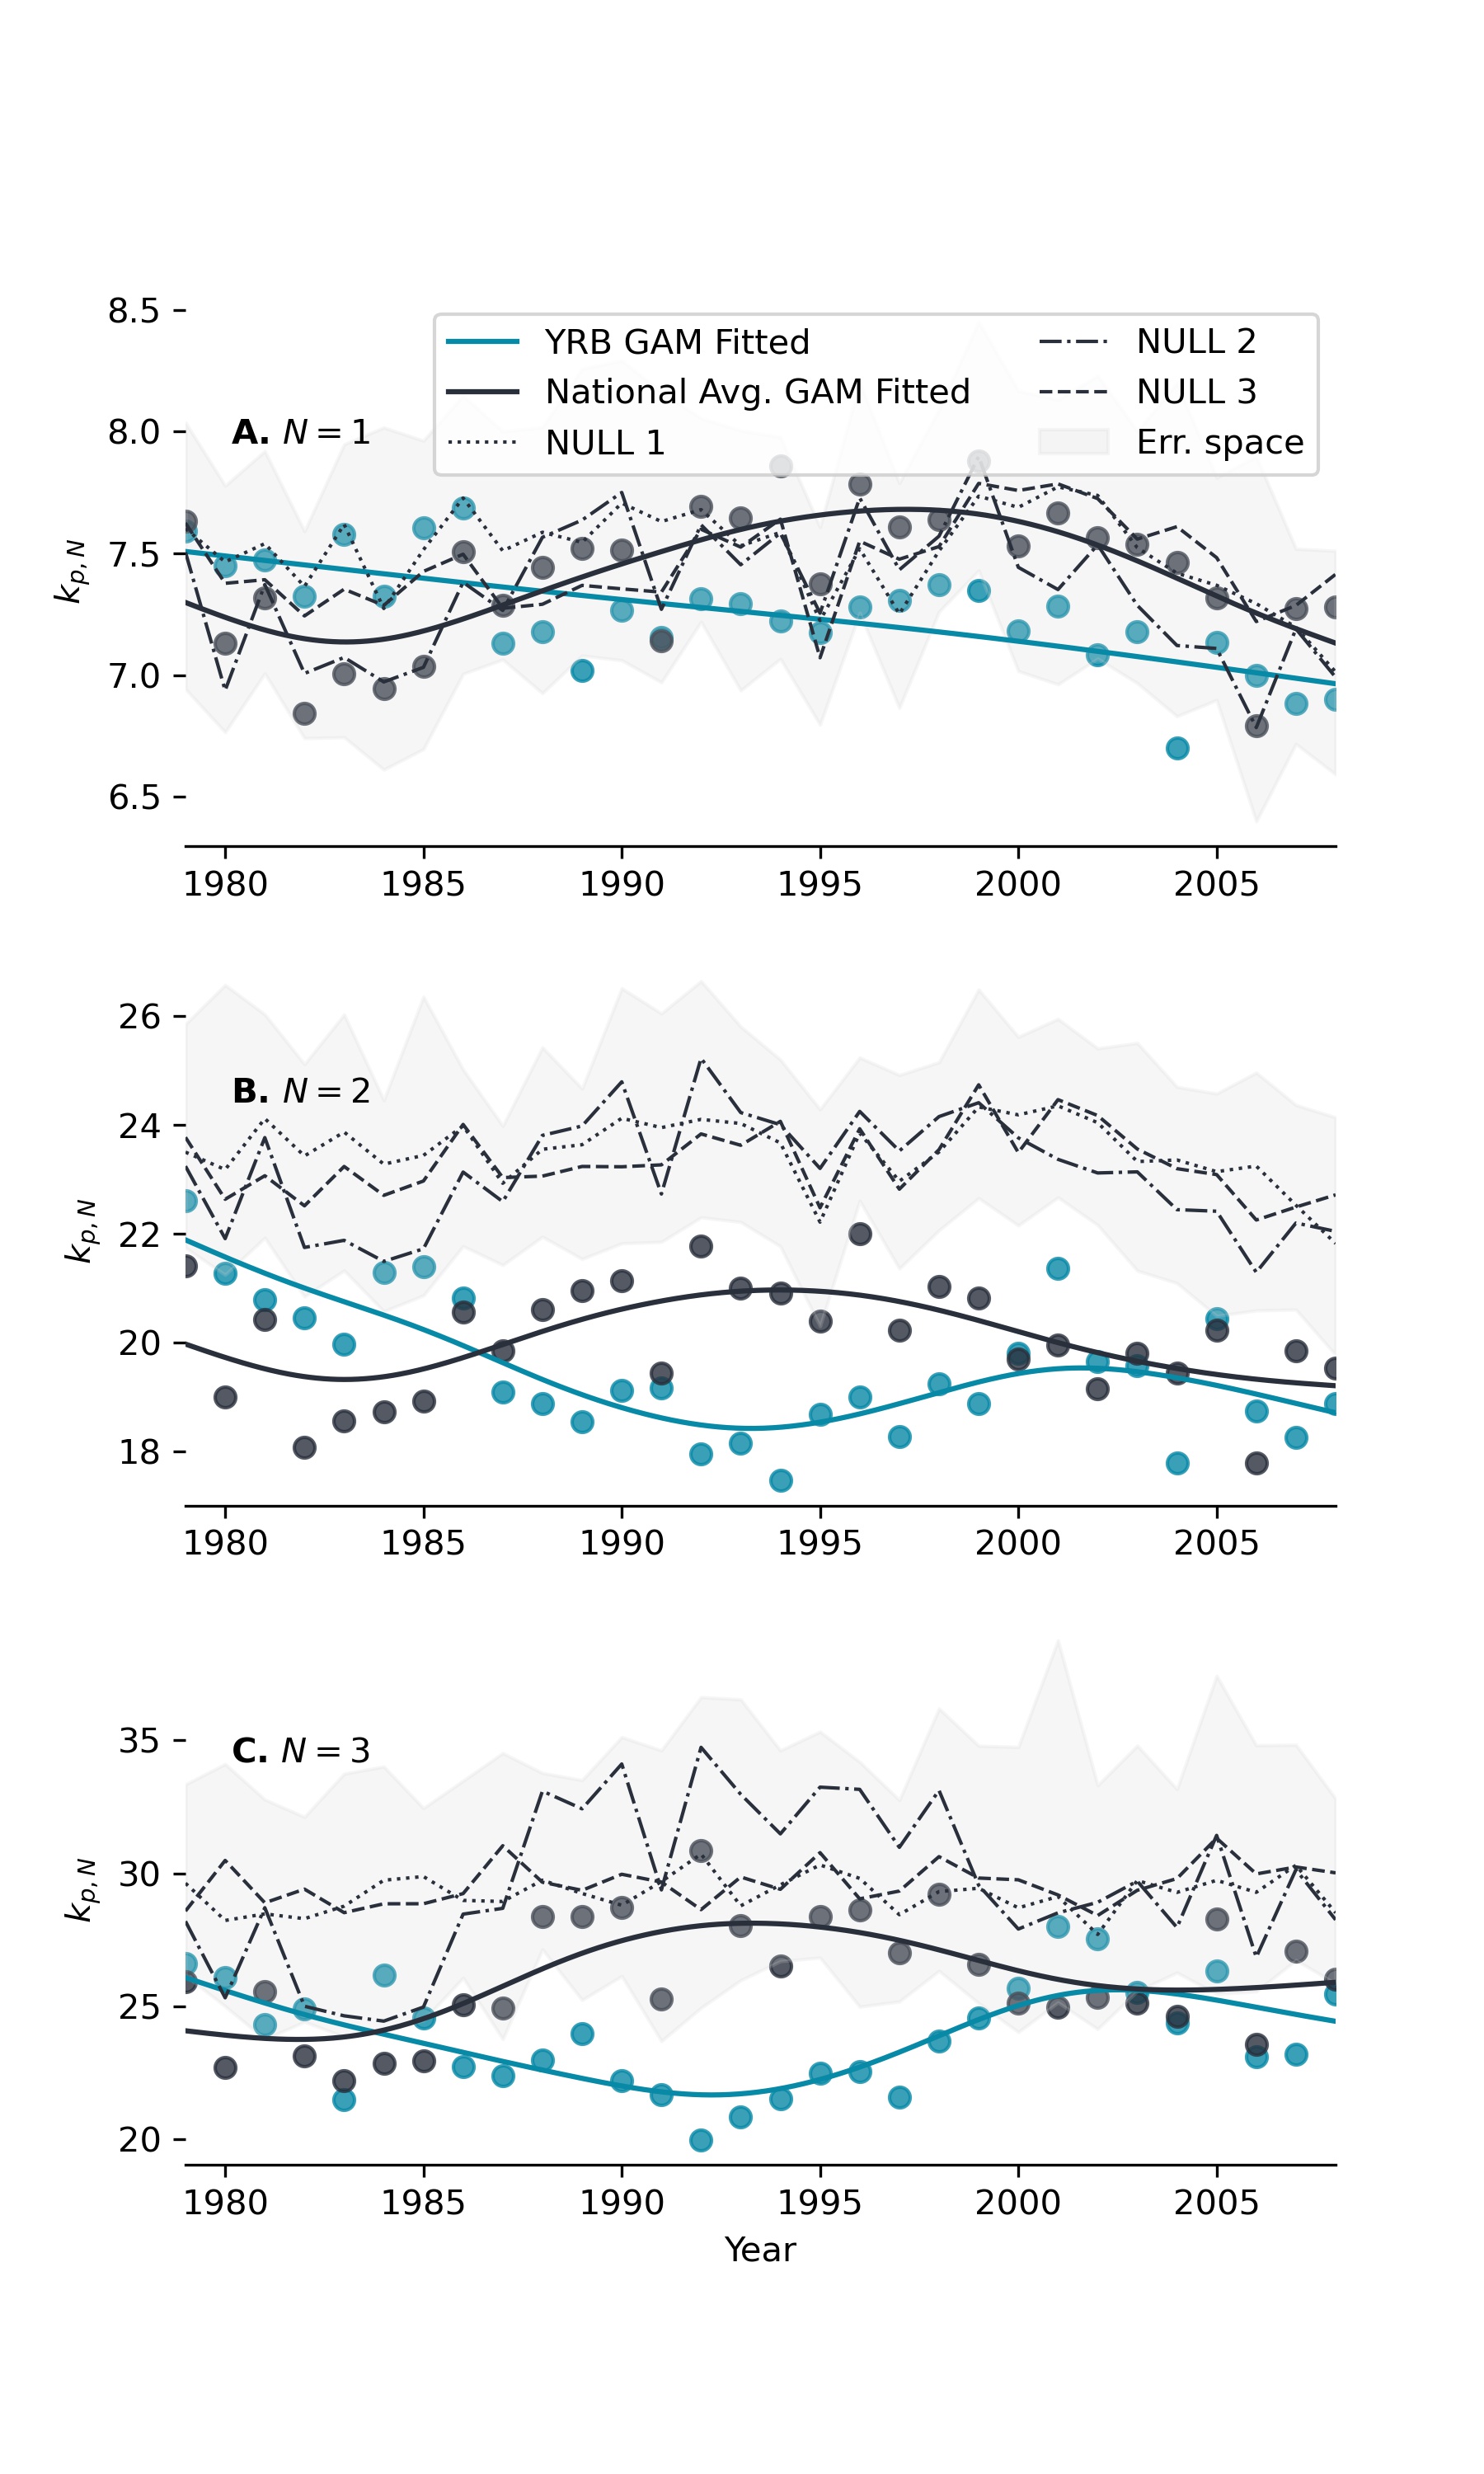 8.5
8.0
7.5
7.0
6.5
k_{p,N}
YRB GAM Fitted
National Avg. GAM Fitted
NULL 1
NULL 2
NULL 3
Err. space
A. N = 1
1980 1985 1990 1995 2000 2005
26
24
22
20
18
k_{p,N}
B. N = 2
1980 1985 1990 1995 2000 2005
35
30
25
20
k_{p,N}
C. N = 3
1980 1985 1990 1995 2000 2005
Year